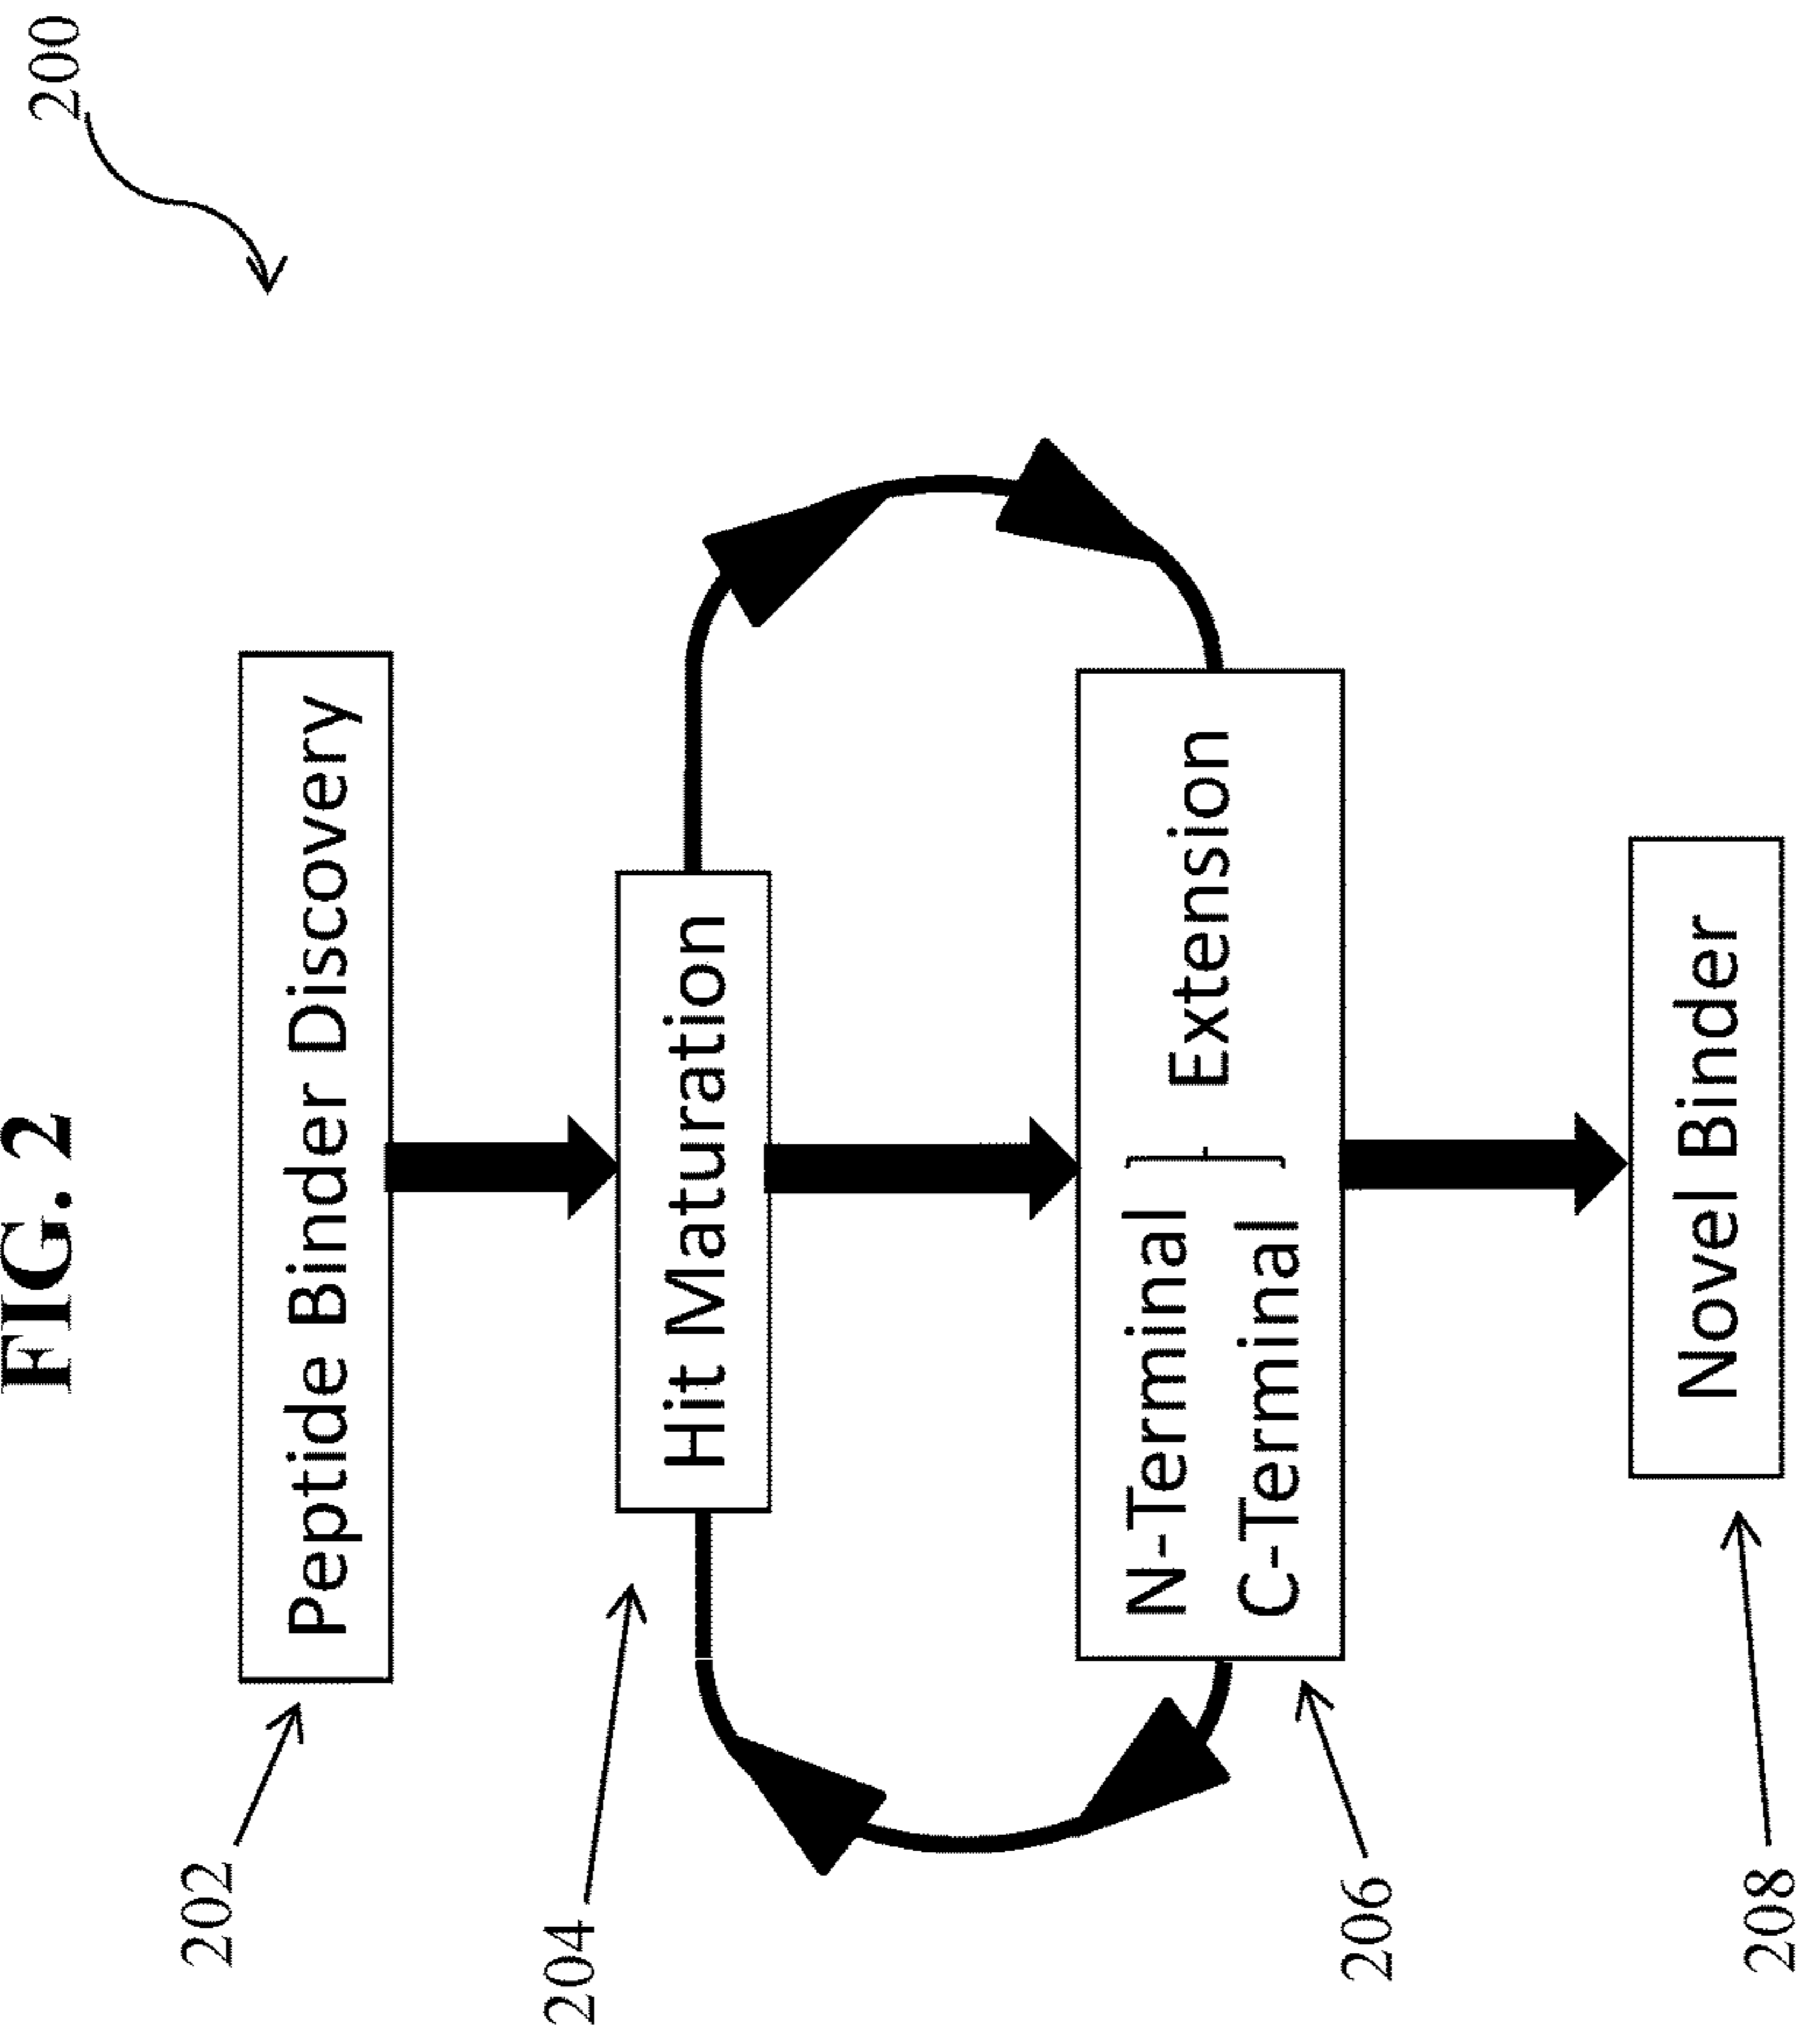 FIG. 2
200
202
Peptide Binder Discovery
204
Hit Maturation
206
N-Terminal
C-Terminal
Extension
208
Novel Binder